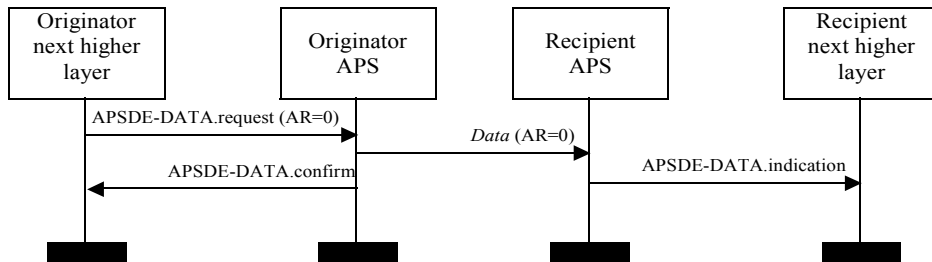 Originator
next higher
layer
Originator
APS
Recipient
APS
Recipient
next higher
layer
APSDE-DATA.request (AR=0)
Data (AR=0)
APSDE-DATA.confirm
APSDE-DATA.indication